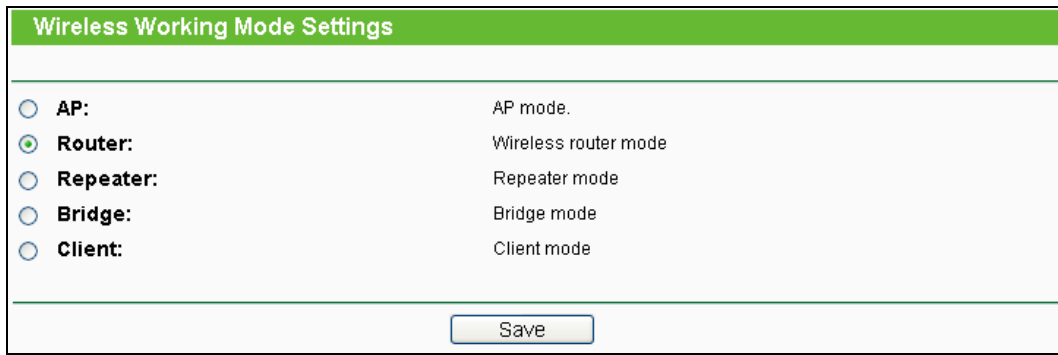 Wireless Working Mode Settings
AP: AP mode.
Router: Wireless router mode
Repeater: Repeater mode
Bridge: Bridge mode
Client: Client mode
Save